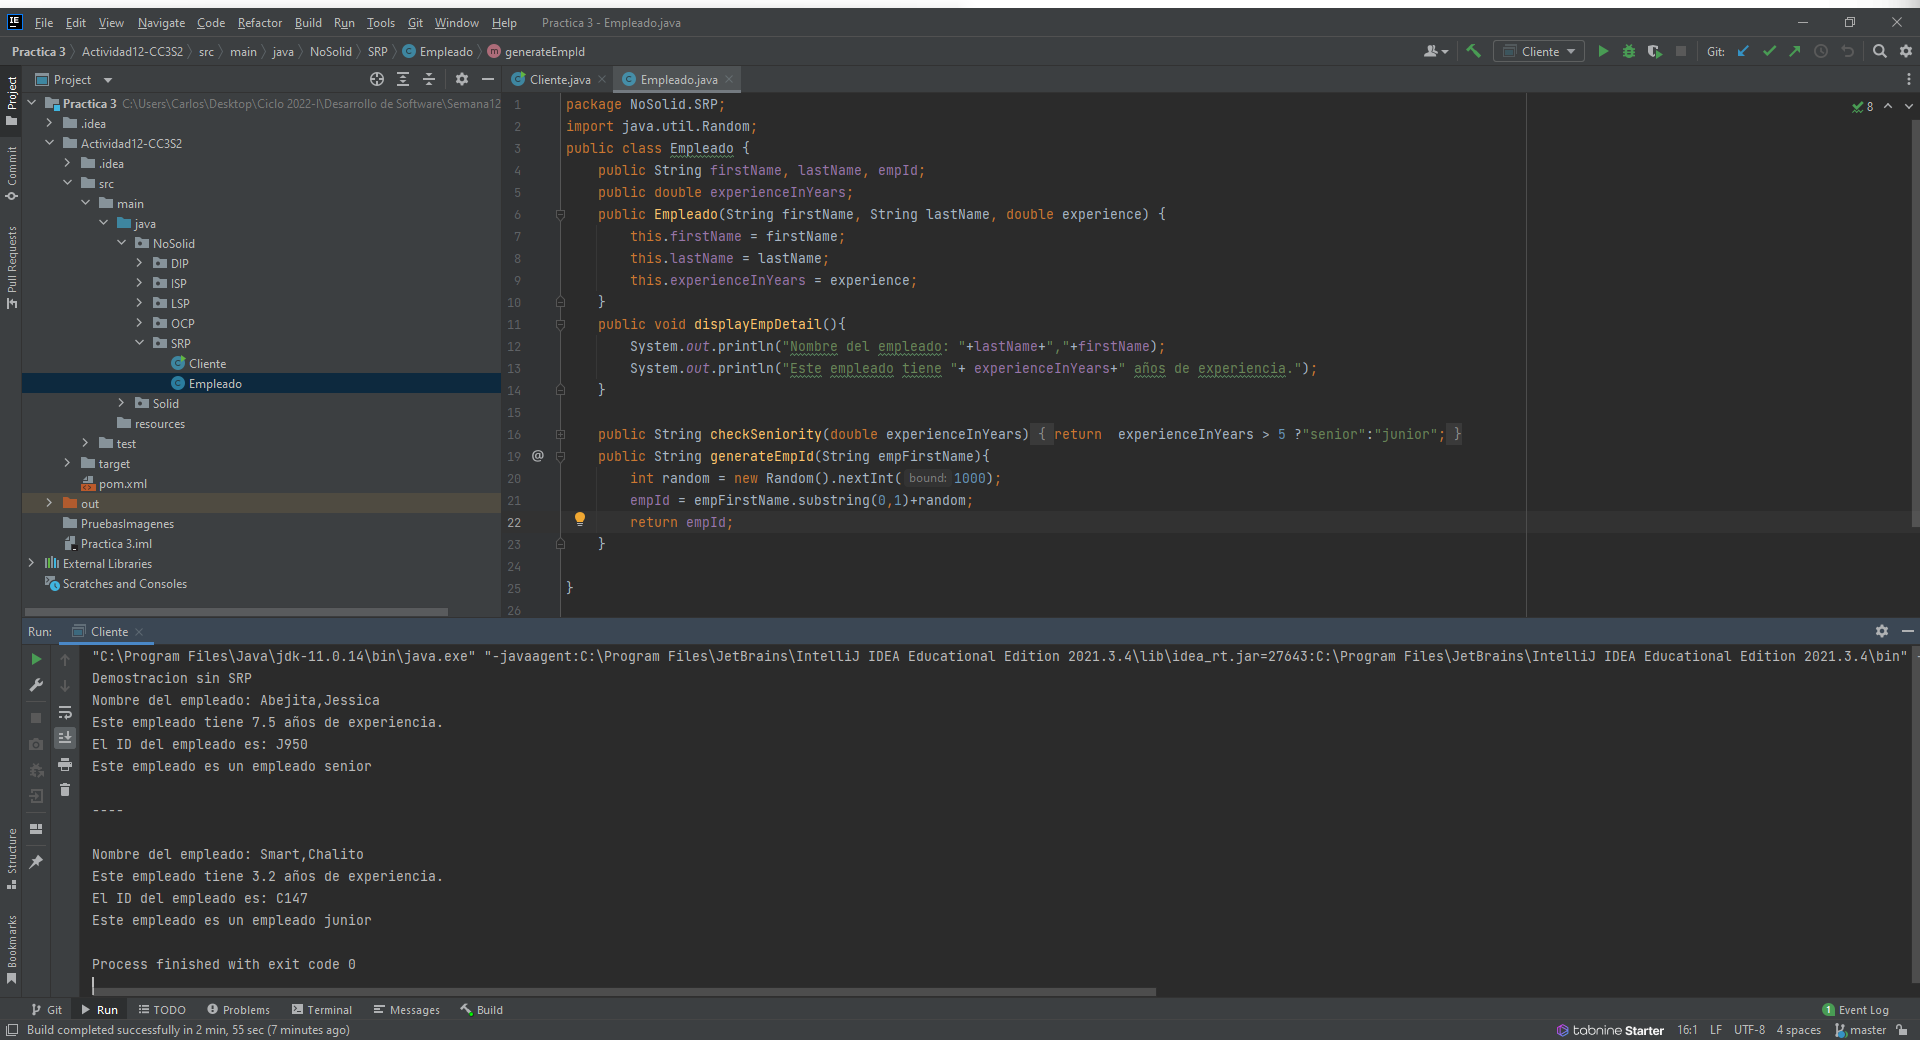 File Edit View Navigate Code Refactor Build Run Tools Git Window Help Practica 3 - Empleado.java
Practica 3 Actividad12-CC3S2 src main java NoSolid SRP Empleado generateEmpId
Cliente
Git:
Project
Cliente.java Empleado.java
Practica 3 C:\Users\Carlos\Desktop\Ciclo 2022-I\Desarrollo de Software\Semana12
.idea
Actividad12-CC3S2
.idea
src
main
java
NoSolid
DIP
ISP
LSP
OCP
SRP
Cliente
Empleado
Solid
resources
test
target
pom.xml
out
PruebasImagenes
Practica 3.iml
External Libraries
Scratches and Consoles
Project
Commit
Pull Requests
Structure
Bookmarks
8
1 package NoSolid.SRP;
2 import java.util.Random;
3 public class Empleado {
4 public String firstName, lastName, empId;
5 public double experienceInYears;
6 public Empleado(String firstName, String lastName, double experience) {
7 this.firstName = firstName;
8 this.lastName = lastName;
9 this.experienceInYears = experience;
10 }
11 public void displayEmpDetail(){
12 System.out.println("Nombre del empleado: "+lastName+","+firstName);
13 System.out.println("Este empleado tiene "+ experienceInYears+" años de experiencia.");
14 }
15
16 public String checkSeniority(double experienceInYears) { return  experienceInYears > 5 ?"senior":"junior"; }
19 @ public String generateEmpId(String empFirstName){
20 int random = new Random().nextInt( bound: 1000);
21 empId = empFirstName.substring(0,1)+random;
22 return empId;
23 }
24
25 }
26
Run: Cliente
"C:\Program Files\Java\jdk-11.0.14\bin\java.exe" "-javaagent:C:\Program Files\JetBrains\IntelliJ IDEA Educational Edition 2021.3.4\lib\idea_rt.jar=27643:C:\Program Files\JetBrains\IntelliJ IDEA Educational Edition 2021.3.4\bin"
Demostracion sin SRP
Nombre del empleado: Abejita,Jessica
Este empleado tiene 7.5 años de experiencia.
El ID del empleado es: J950
Este empleado es un empleado senior
----
Nombre del empleado: Smart,Chalito
Este empleado tiene 3.2 años de experiencia.
El ID del empleado es: C147
Este empleado es un empleado junior
Process finished with exit code 0
Git Run TODO Problems Terminal Messages Build
1 Event Log
Build completed successfully in 2 min, 55 sec (7 minutes ago)
tabnine Starter 16:1 LF UTF-8 4 spaces master